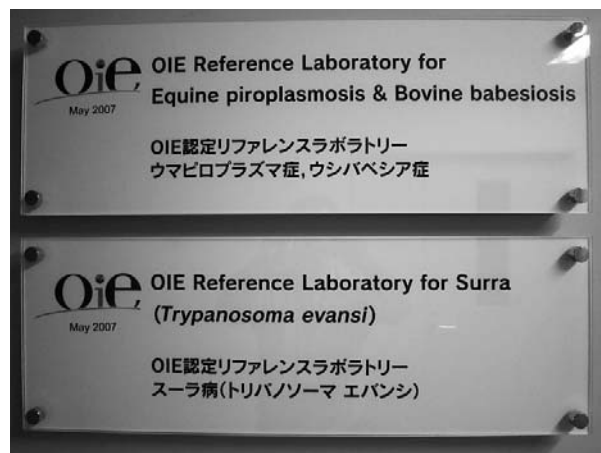 Oie
May 2007
OIE Reference Laboratory for
Equine piroplasmosis & Bovine babesiosis
OIE認定リファレンスラボラトリー
ウマピロプラズマ症,ウシバベシア症
Oie
May 2007
OIE Reference Laboratory for Surra
(Trypanosoma evansi)
OIE認定リファレンスラボラトリー
スーラ病(トリパノソーマ エバンシ)